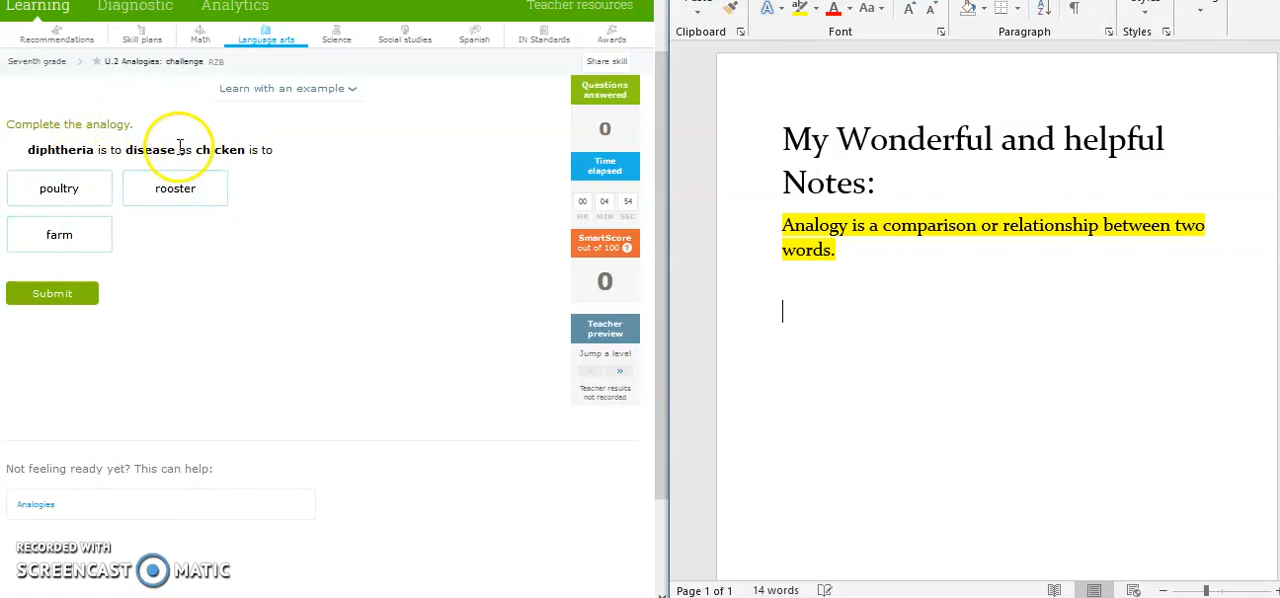 Learning Diagnostic Analytics Teacher resources
Recommendations Skill plans Math Language arts Science Social studies Spanish IN Standards Awards
Seventh grade U.2 Analogies: challenge RZB Share skill
Learn with an example
Complete the analogy.
diphtheria is to disease as chicken is to
poultry rooster
farm
Submit
Questions
answered
0
Time
elapsed
00 04 54
HR MIN SEC
SmartScore
out of 100 ?
0
Teacher
preview
Jump a level
»
Teacher results
not recorded
Not feeling ready yet? This can help:
Analogies
RECORDED WITH
SCREENCAST MATIC
Aa
Clipboard Font Paragraph Styles
My Wonderful and helpful
Notes:
Analogy is a comparison or relationship between two
words.
Page 1 of 1 14 words